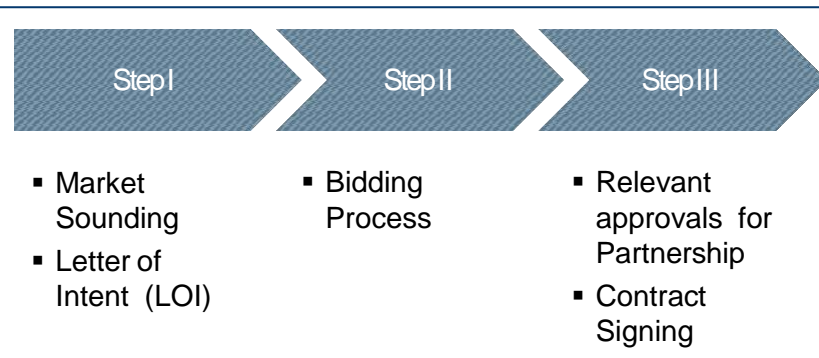 Step I
Step II
Step III
▪ Market
Sounding
▪ Letter of
Intent (LOI)
▪ Bidding
Process
▪ Relevant
approvals for
Partnership
▪ Contract
Signing